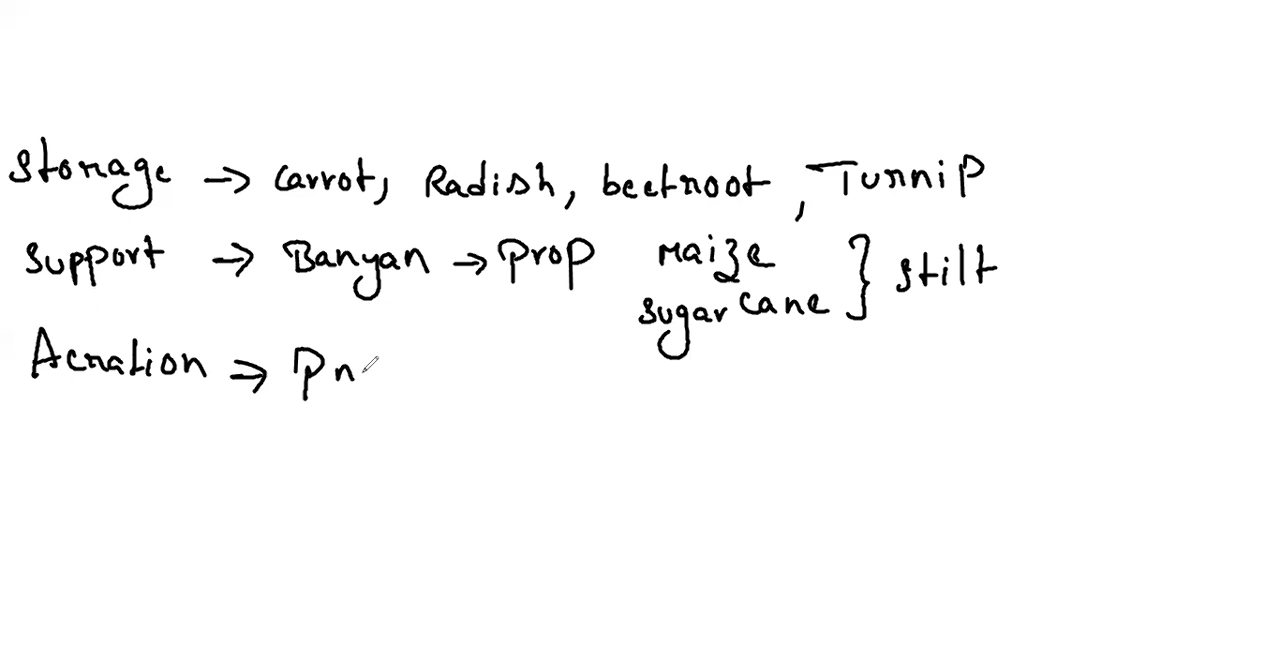 Storage → Carrot, Radish, beetroot, Turnip
Support → Banyan → Prop Maize Sugarcane } Stilt
Aeration → Pn